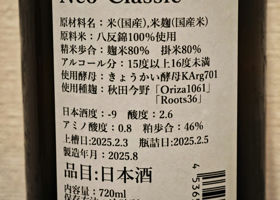 Neo Classic
原材料名：米(国産)､米麹(国産米)
原料米：八反錦100%使用
精米歩合：麹米80%　掛米80%
アルコール分：15度以上16度未満
使用酵母：きょうかい酵母KArg701
使用種麹：秋田今野「Oriza1061」
「Roots36」
日本酒度：-9　酸度：2.6
アミノ酸度：0.8　粕歩合：46%
上槽日:2025.2.3　瓶詰日:2025.2.5
製造年月：2025.8
品目:日本酒
内容量：720ml